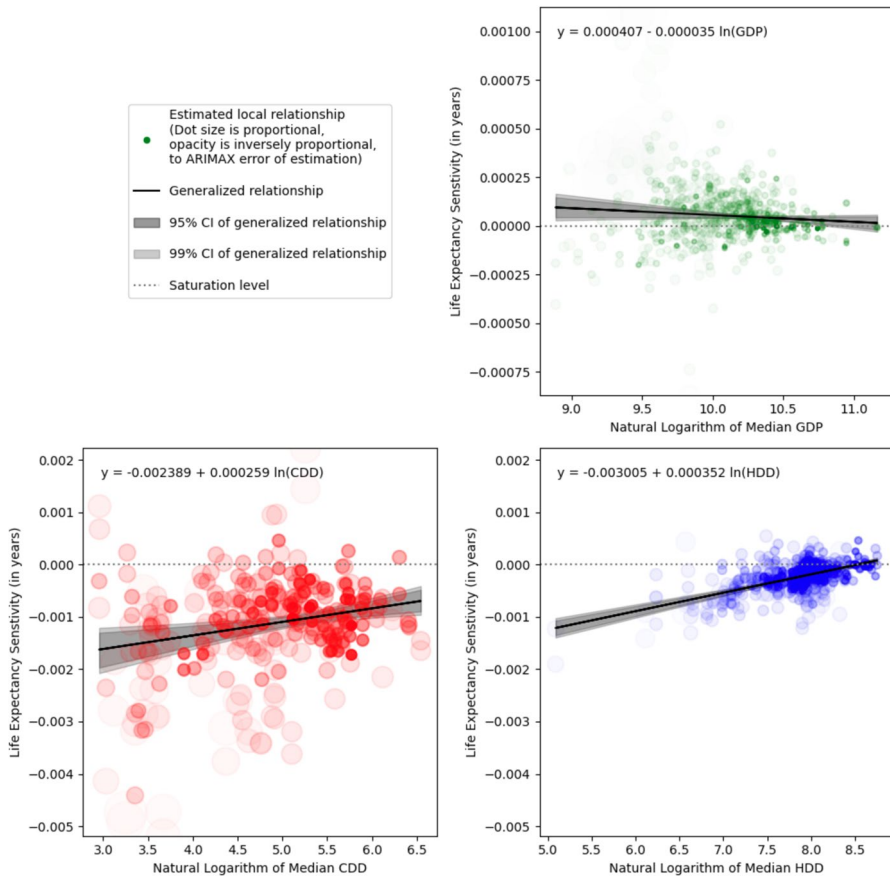 Estimated local relationship
(Dot size is proportional,
opacity is inversely proportional,
to ARIMAX error of estimation)
Generalized relationship
95% CI of generalized relationship
99% CI of generalized relationship
Saturation level
y = 0.000407 - 0.000035 ln(GDP)
Life Expectancy Senstivity (in years)
0.00100
0.00075
0.00050
0.00025
0.00000
−0.00025
−0.00050
−0.00075
9.0 9.5 10.0 10.5 11.0
Natural Logarithm of Median GDP
y = -0.002389 + 0.000259 ln(CDD)
Life Expectancy Senstivity (in years)
0.002
0.001
0.000
−0.001
−0.002
−0.003
−0.004
−0.005
3.0 3.5 4.0 4.5 5.0 5.5 6.0 6.5
Natural Logarithm of Median CDD
y = -0.003005 + 0.000352 ln(HDD)
Life Expectancy Senstivity (in years)
0.002
0.001
0.000
−0.001
−0.002
−0.003
−0.004
−0.005
5.0 5.5 6.0 6.5 7.0 7.5 8.0 8.5
Natural Logarithm of Median HDD